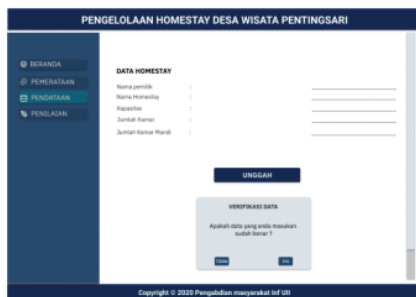 PENGELOLAAN HOMESTAY DESA WISATA PENTINGSARI
BERANDA
PEMERATAAN
PENDATAAN
PENILAIAN
DATA HOMESTAY
Nama pemilik :
Nama Homestay :
Kapasitas :
Jumlah Kamar :
Jumlah Kamar Mandi :
UNGGAH
VERIFIKASI DATA
Apakah data yang anda masukan
sudah benar ?
Copyright © 2020 Pengabdian masyarakat Inf UII